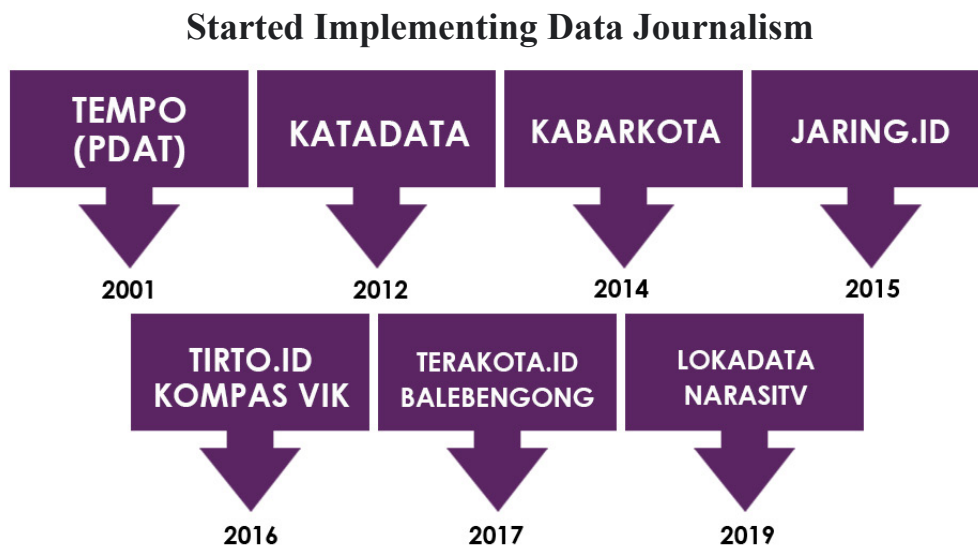 Started Implementing Data Journalism
TEMPO
(PDAT)
KATADATA
KABARKOTA
JARING.ID
2001
2012
2014
2015
TIRTO.ID
KOMPAS VIK
TERAKOTA.ID
BALEBENGONG
LOKADATA
NARASITV
2016
2017
2019